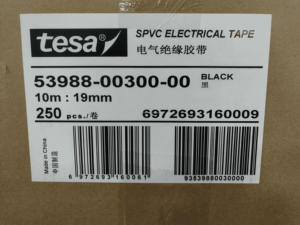 tesa
SPVC ELECTRICAL TAPE
电气绝缘胶带
53988-00300-00 BLACK
黑
10m : 19mm
250 pcs./卷 6972693160009
Made in China
中国制造
6 972693 160061
93539880030000